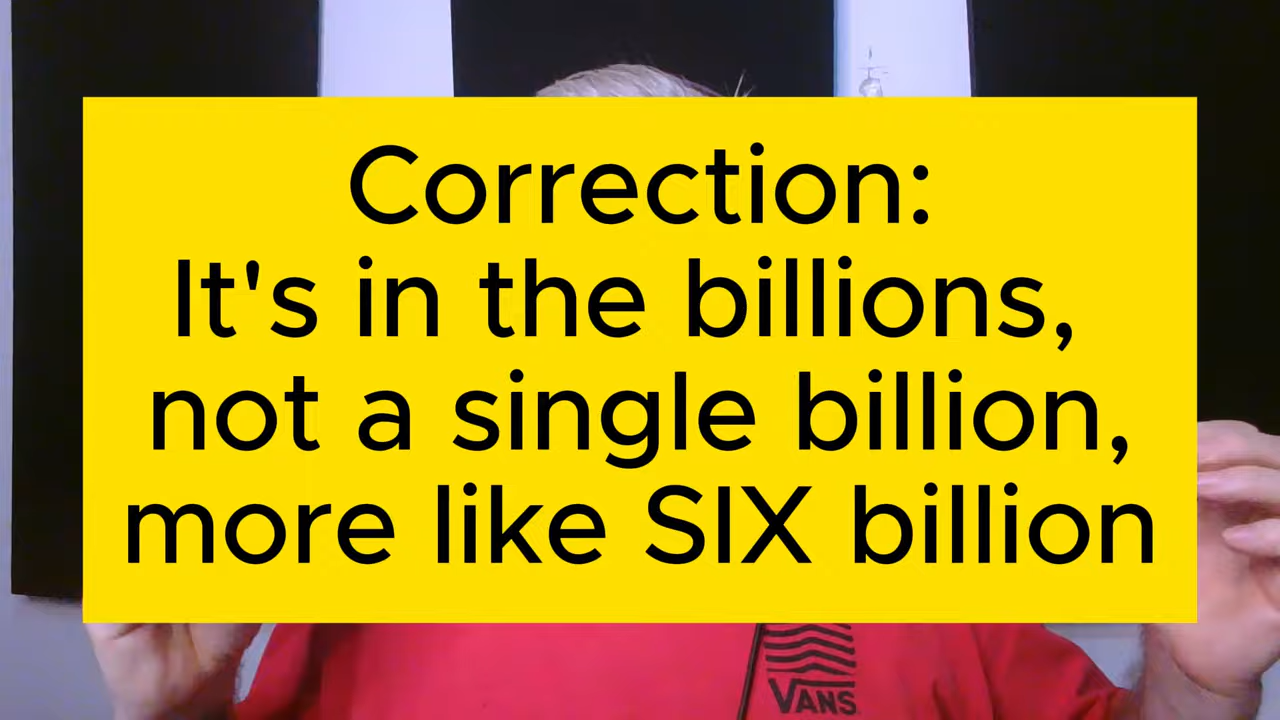 Correction:
It's in the billions,
not a single billion,
more like SIX billion
VANS